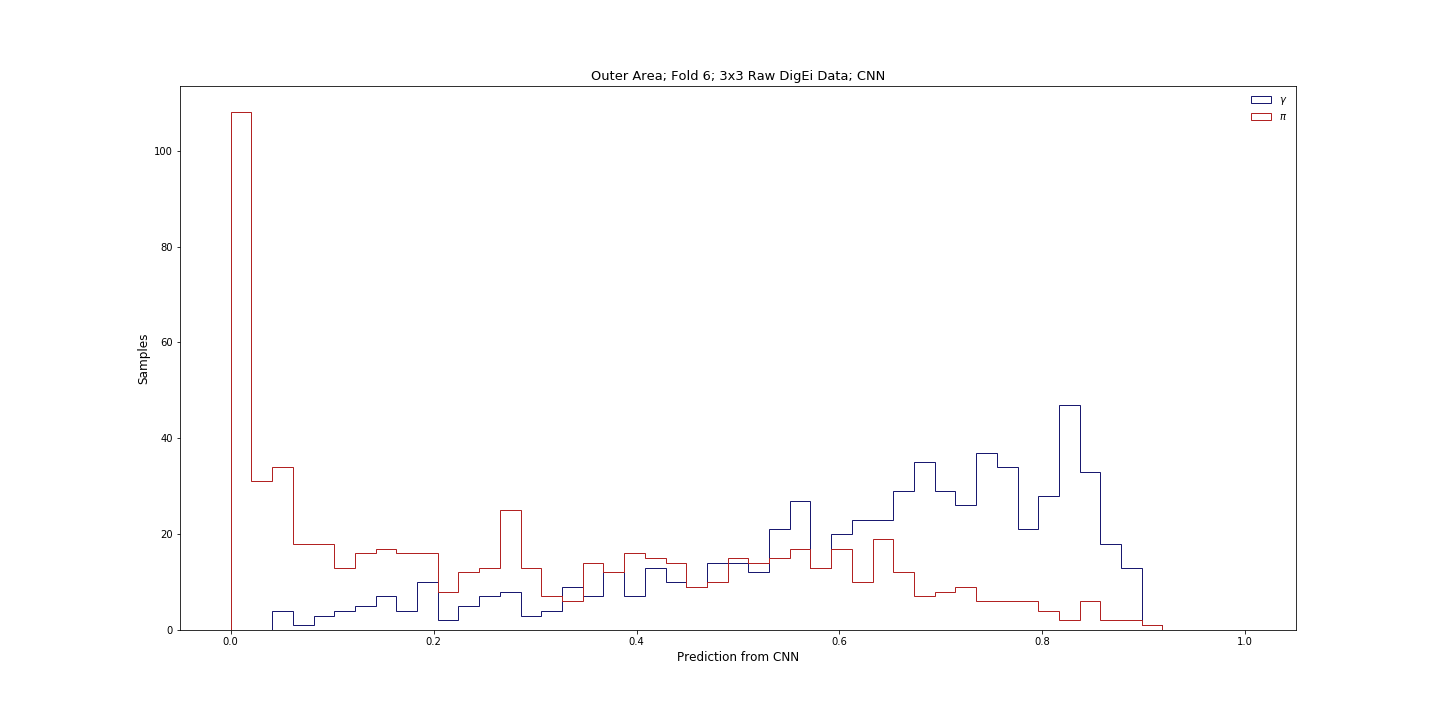 Outer Area; Fold 6; 3x3 Raw DigEi Data; CNN
γ
π
Samples
100
80
60
40
20
0
0.0 0.2 0.4 0.6 0.8 1.0
Prediction from CNN